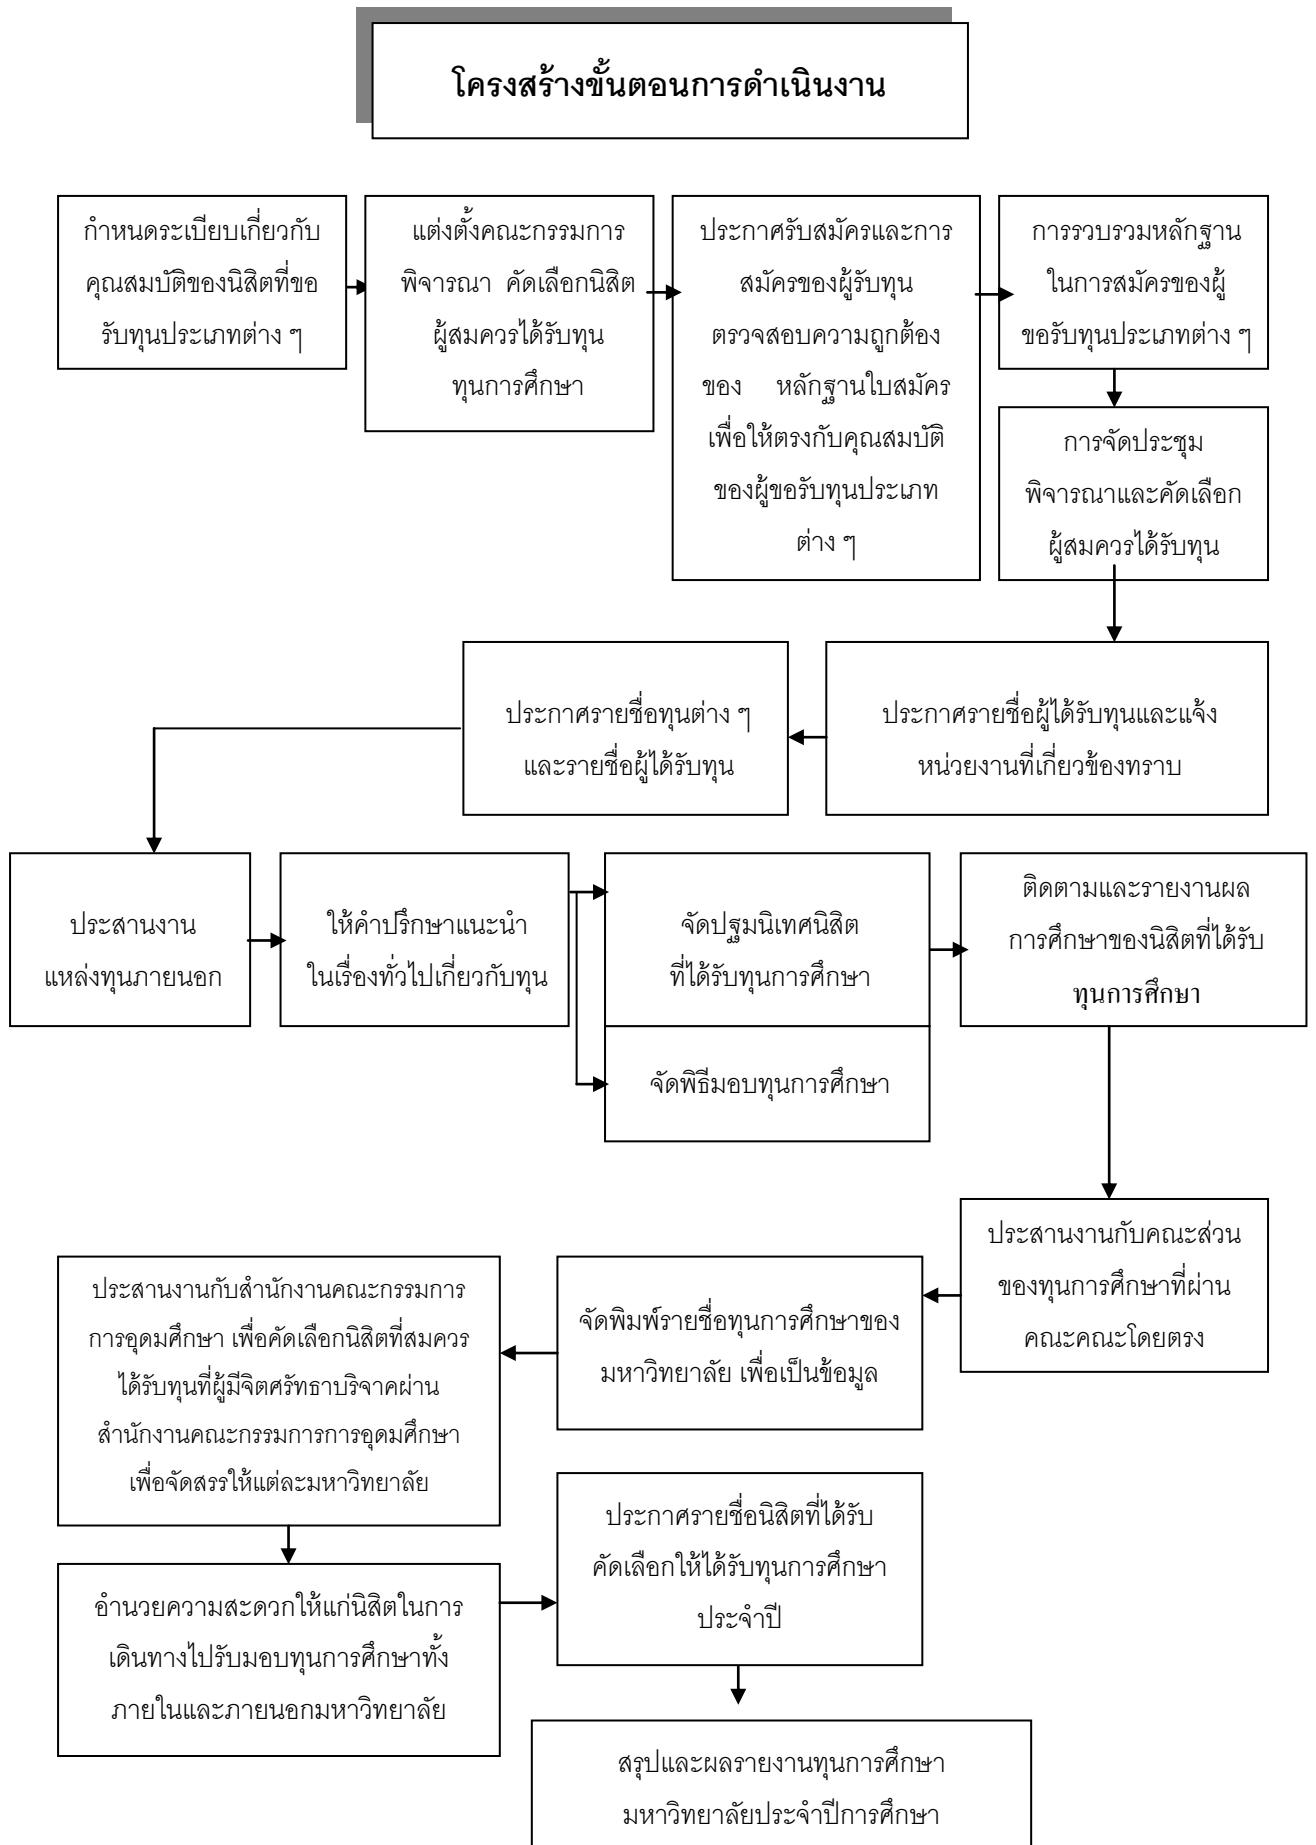 โครงสร้างขั้นตอนการดำเนินงาน
กำหนดระเบียบเกี่ยวกับ
คุณสมบัติของนิสิตที่ขอ
รับทุนประเภทต่าง ๆ
แต่งตั้งคณะกรรมการ
พิจารณา คัดเลือกนิสิต
ผู้สมควรได้รับทุน
ทุนการศึกษา
ประกาศรับสมัครและการ
สมัครของผู้รับทุน
ตรวจสอบความถูกต้อง
ของ หลักฐานใบสมัคร
เพื่อให้ตรงกับคุณสมบัติ
ของผู้ขอรับทุนประเภท
ต่าง ๆ
การรวบรวมหลักฐาน
ในการสมัครของผู้
ขอรับทุนประเภทต่าง ๆ
การจัดประชุม
พิจารณาและคัดเลือก
ผู้สมควรได้รับทุน
ประกาศรายชื่อผู้ได้รับทุนและแจ้ง
หน่วยงานที่เกี่ยวข้องทราบ
ประกาศรายชื่อทุนต่าง ๆ
และรายชื่อผู้ได้รับทุน
ประสานงาน
แหล่งทุนภายนอก
ให้คำปรึกษาแนะนำ
ในเรื่องทั่วไปเกี่ยวกับทุน
จัดปฐมนิเทศนิสิต
ที่ได้รับทุนการศึกษา
จัดพิธีมอบทุนการศึกษา
ติดตามและรายงานผล
การศึกษาของนิสิตที่ได้รับ
ทุนการศึกษา
ประสานงานกับคณะส่วน
ของทุนการศึกษาที่ผ่าน
คณะคณะโดยตรง
จัดพิมพ์รายชื่อทุนการศึกษาของ
มหาวิทยาลัย เพื่อเป็นข้อมูล
ประสานงานกับสำนักงานคณะกรรมการ
การอุดมศึกษา เพื่อคัดเลือกนิสิตที่สมควร
ได้รับทุนที่ผู้มีจิตศรัทธาบริจาคผ่าน
สำนักงานคณะกรรมการการอุดมศึกษา
เพื่อจัดสรรให้แต่ละมหาวิทยาลัย
อำนวยความสะดวกให้แก่นิสิตในการ
เดินทางไปรับมอบทุนการศึกษาทั้ง
ภายในและภายนอกมหาวิทยาลัย
ประกาศรายชื่อนิสิตที่ได้รับ
คัดเลือกให้ได้รับทุนการศึกษา
ประจำปี
สรุปและผลรายงานทุนการศึกษา
มหาวิทยาลัยประจำปีการศึกษา